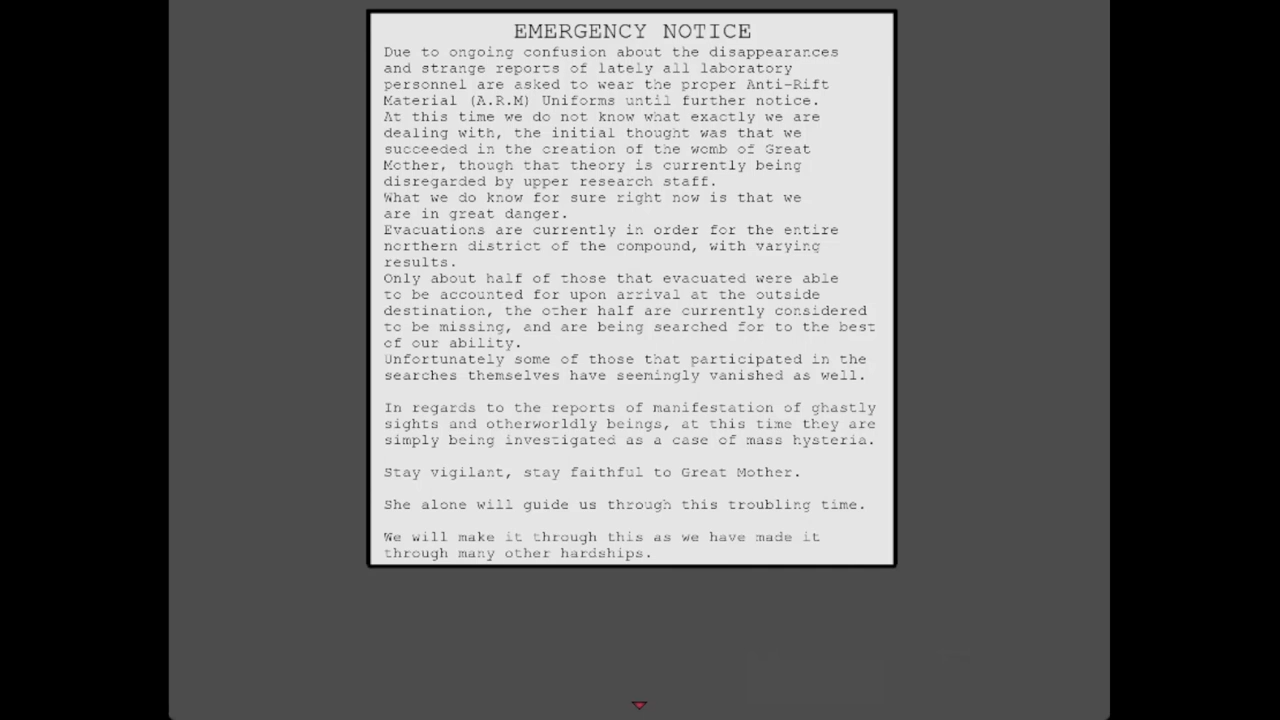 EMERGENCY NOTICE
Due to ongoing confusion about the disappearances
and strange reports of lately all laboratory
personnel are asked to wear the proper Anti-Rift
Material (A.R.M) Uniforms until further notice.
At this time we do not know what exactly we are
dealing with, the initial thought was that we
succeeded in the creation of the womb of Great
Mother, though that theory is currently being
disregarded by upper research staff.
What we do know for sure right now is that we
are in great danger.
Evacuations are currently in order for the entire
northern district of the compound, with varying
results.
Only about half of those that evacuated were able
to be accounted for upon arrival at the outside
destination, the other half are currently considered
to be missing, and are being searched for to the best
of our ability.
Unfortunately some of those that participated in the
searches themselves have seemingly vanished as well.
In regards to the reports of manifestation of ghastly
sights and otherworldly beings, at this time they are
simply being investigated as a case of mass hysteria.
Stay vigilant, stay faithful to Great Mother.
She alone will guide us through this troubling time.
We will make it through this as we have made it
through many other hardships.